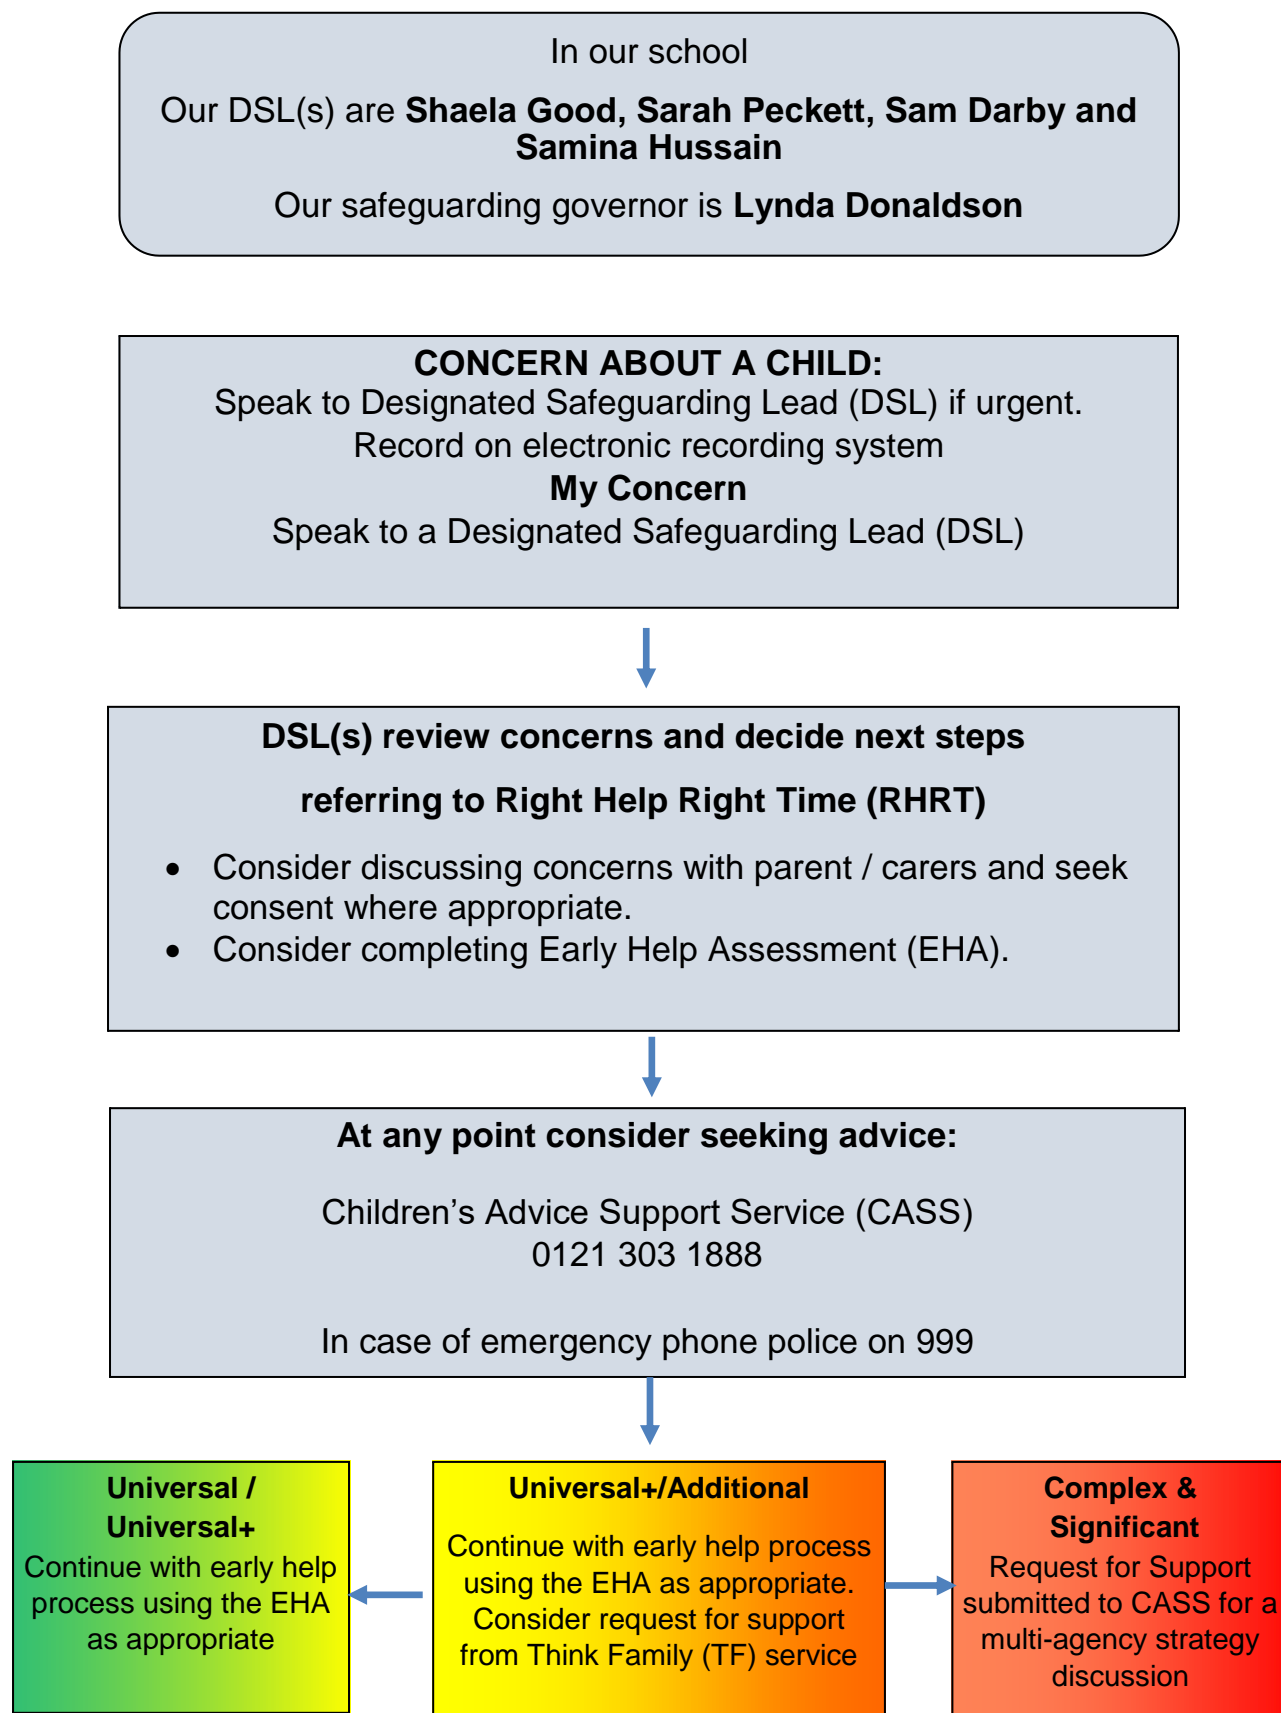 In our school
Our DSL(s) are Shaela Good, Sarah Peckett, Sam Darby and
Samina Hussain
Our safeguarding governor is Lynda Donaldson
CONCERN ABOUT A CHILD:
Speak to Designated Safeguarding Lead (DSL) if urgent.
Record on electronic recording system
My Concern
Speak to a Designated Safeguarding Lead (DSL)
DSL(s) review concerns and decide next steps
referring to Right Help Right Time (RHRT)
• Consider discussing concerns with parent / carers and seek
consent where appropriate.
• Consider completing Early Help Assessment (EHA).
At any point consider seeking advice:
Children’s Advice Support Service (CASS)
0121 303 1888
In case of emergency phone police on 999
Universal /
Universal+
Continue with early help
process using the EHA
as appropriate
Universal+/Additional
Continue with early help process
using the EHA as appropriate.
Consider request for support
from Think Family (TF) service
Complex &
Significant
Request for Support
submitted to CASS for a
multi-agency strategy
discussion